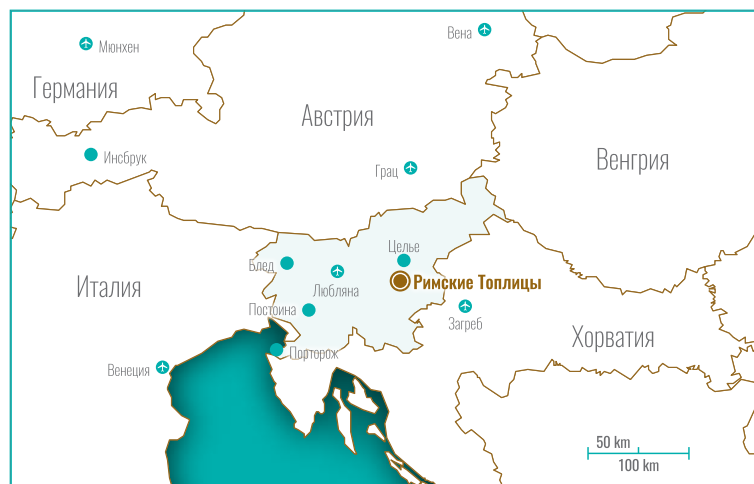 Вена
Мюнхен
Германия
Австрия
Инсбрук
Венгрия
Грац
Целье
Блед
Римские Топлицы
Италия
Любляна
Постоина
Загреб
Хорватия
Порторож
Венеция
50 km
100 km